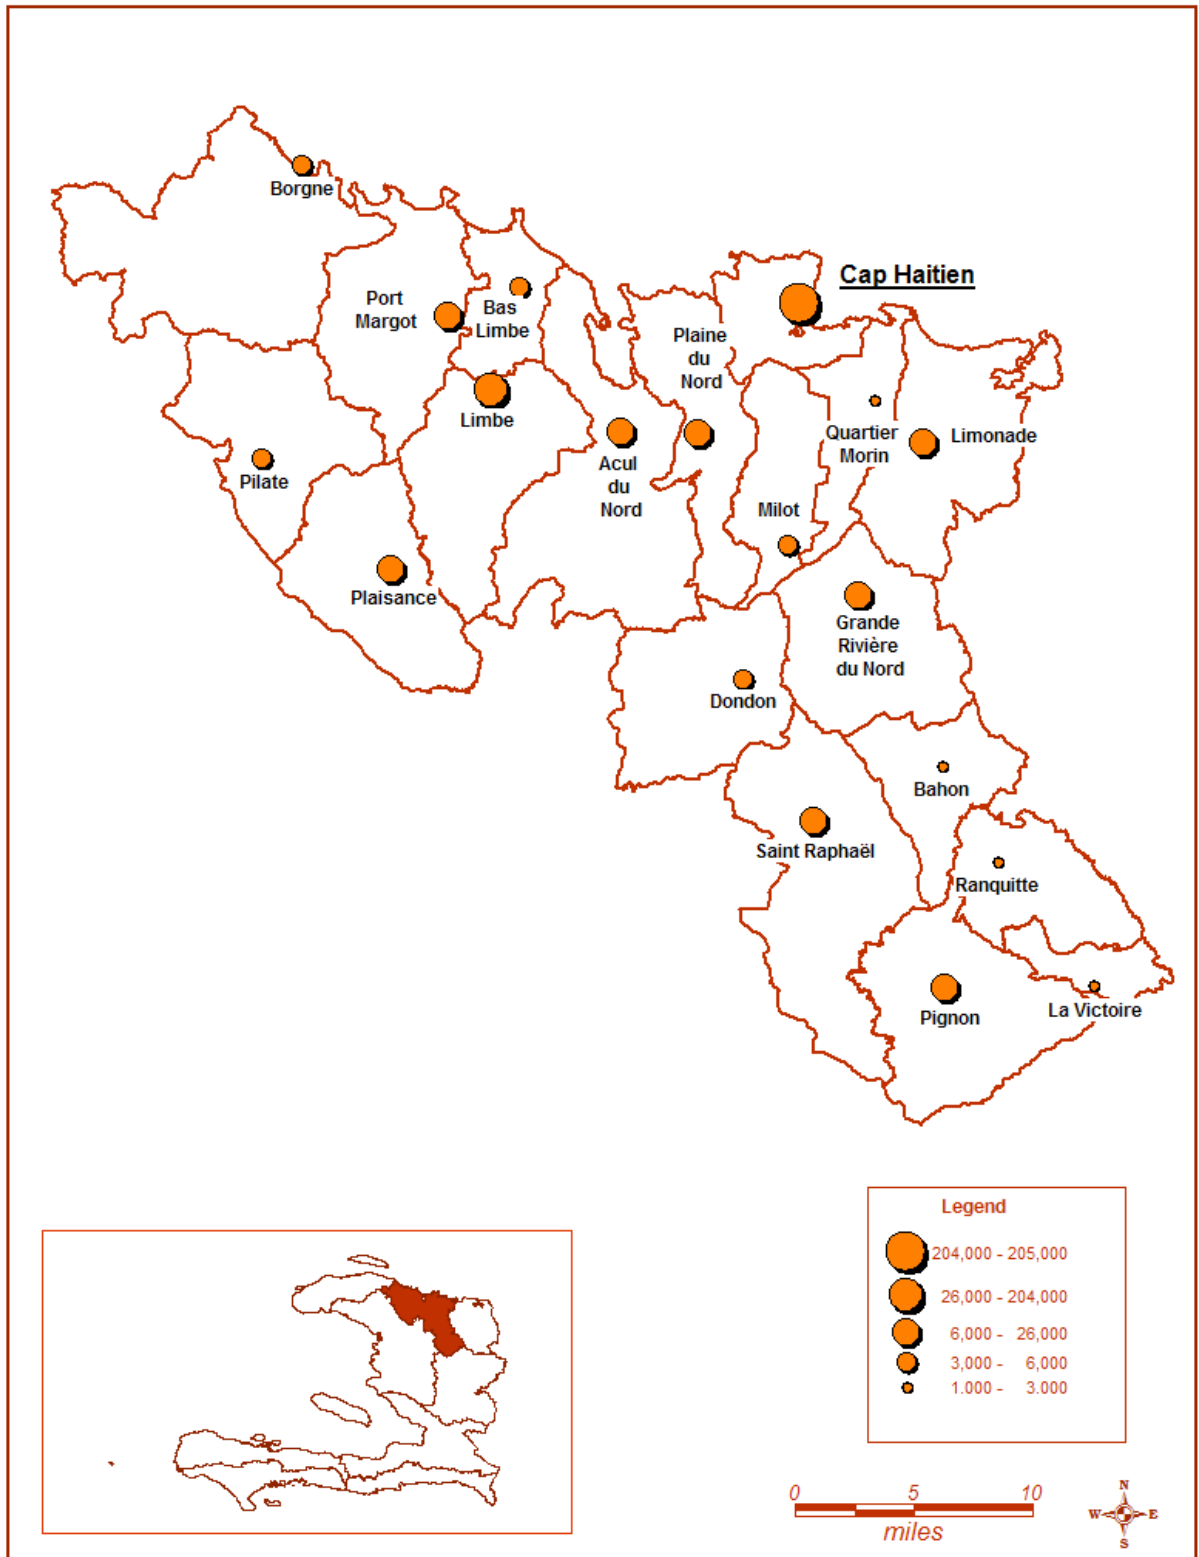 Borgne
Cap Haitien
Port
Margot
Bas
Limbe
Plaine
du
Nord
Limbe
Quartier
Morin
Limonade
Acul
du
Nord
Pilate
Milot
Plaisance
Grande
Rivière
du Nord
Dondon
Bahon
Saint Raphaël
Ranquitte
Pignon
La Victoire
Legend
204,000 - 205,000
26,000 - 204,000
6,000 - 26,000
3,000 - 6,000
1.000 - 3.000
0 5 10
miles
N
W E
S